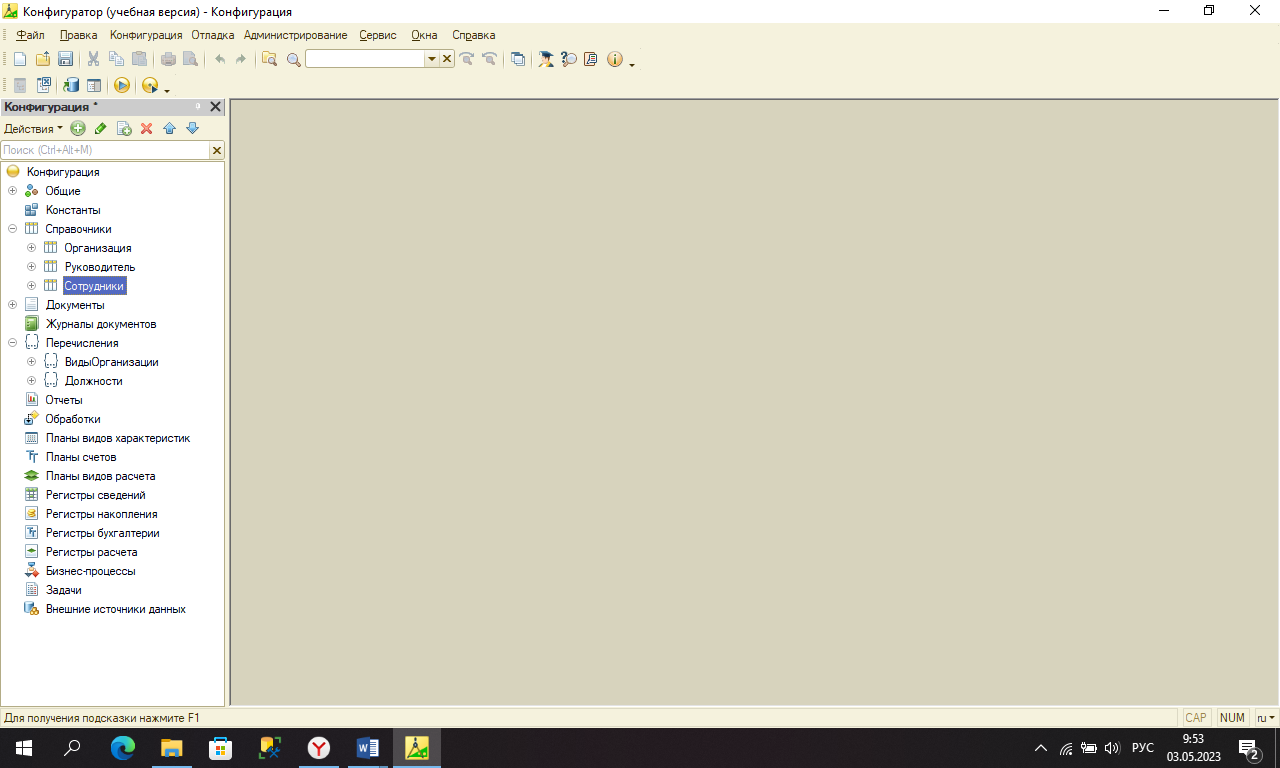 Конфигуратор (учебная версия) - Конфигурация
Файл Правка Конфигурация Отладка Администрирование Сервис Окна Справка
Конфигурация *
Действия
Поиск (Ctrl+Alt+M)
Конфигурация
Общие
Константы
Справочники
Организация
Руководитель
Сотрудники
Документы
Журналы документов
Перечисления
ВидыОрганизации
Должности
Отчеты
Обработки
Планы видов характеристик
Планы счетов
Планы видов расчета
Регистры сведений
Регистры накопления
Регистры бухгалтерии
Регистры расчета
Бизнес-процессы
Задачи
Внешние источники данных
Для получения подсказки нажмите F1 CAP NUM ru
РУС 9:53
03.05.2023 2